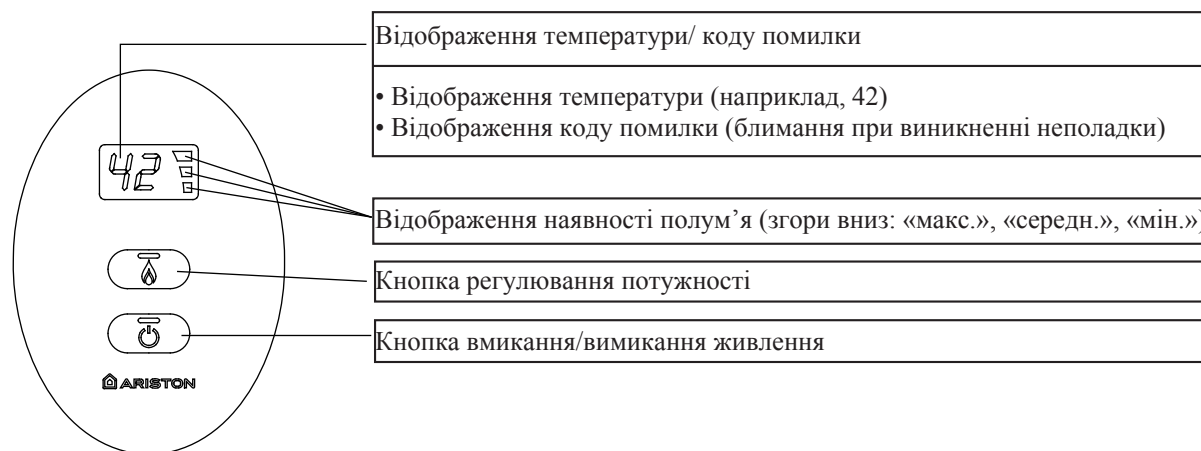 Відображення температури/ коду помилки
• Відображення температури (наприклад, 42)
• Відображення коду помилки (блимання при виникненні неполадки)
42
Відображення наявності полум’я (згори вниз: «макс.», «середн.», «мін.»)
Кнопка регулювання потужності
Кнопка вмикання/вимикання живлення
ARISTON